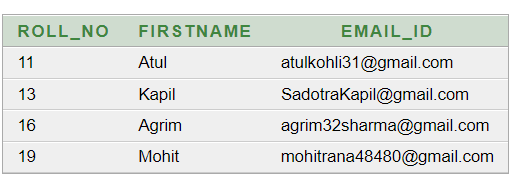 ROLL_NO FIRSTNAME EMAIL_ID
11 Atul atulkohli31@gmail.com
13 Kapil SadotraKapil@gmail.com
16 Agrim agrim32sharma@gmail.com
19 Mohit mohitrana48480@gmail.com